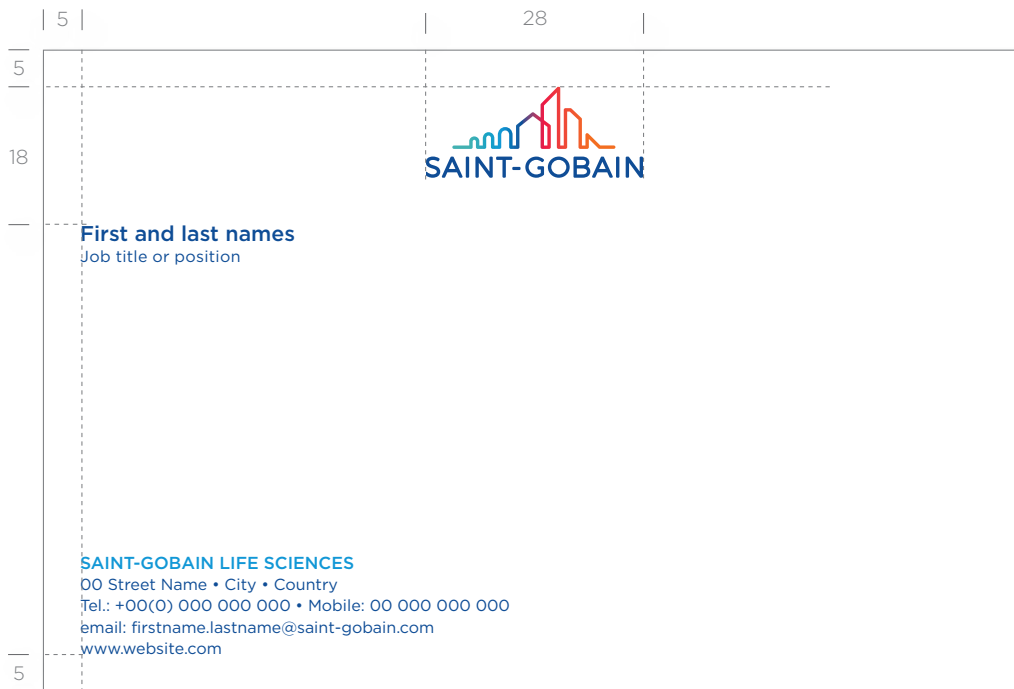 5 28
5
18
SAINT-GOBAIN
First and last names
Job title or position
SAINT-GOBAIN LIFE SCIENCES
00 Street Name • City • Country
Tel.: +00(0) 000 000 000 • Mobile: 00 000 000 000
email: firstname.lastname@saint-gobain.com
www.website.com
5